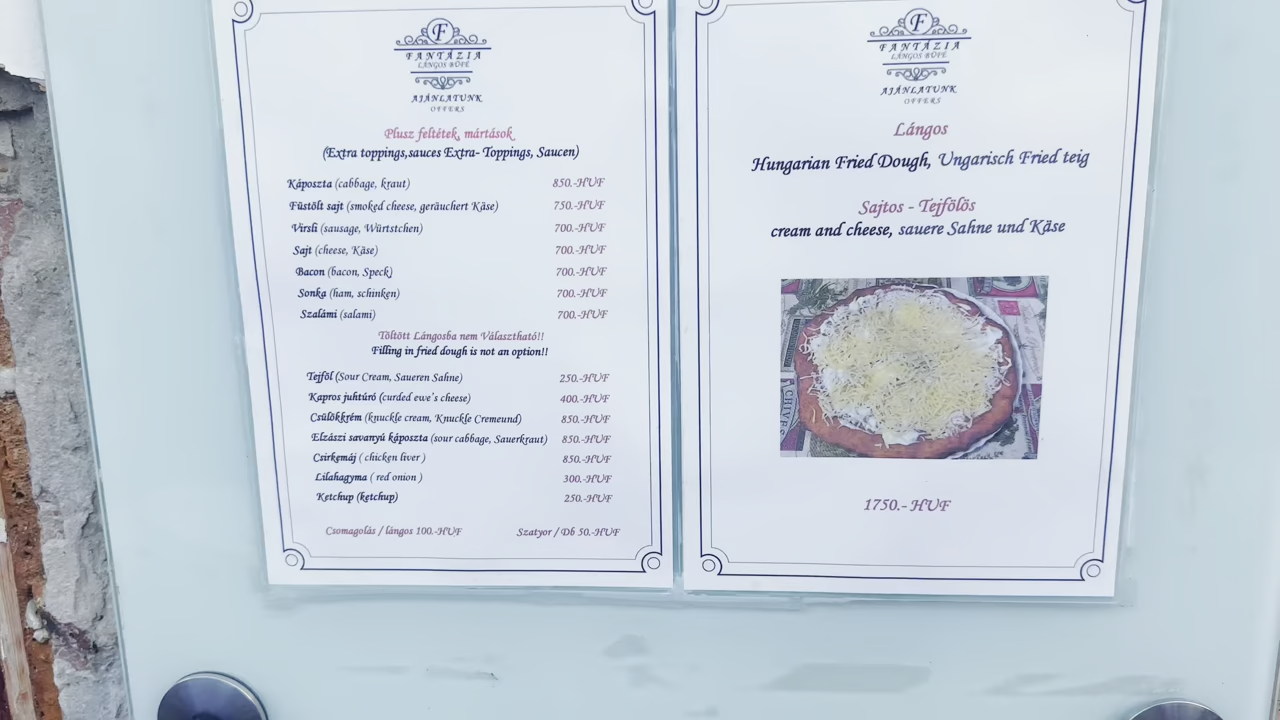 F
FANTÁZIA
LÁNGOS BÜFÉ
AJÁNLATUNK
OFFERS
Plusz feltétek, mártások
(Extra toppings,sauces Extra- Toppings, Saucen)
Káposzta (cabbage, kraut) 850.-HUF
Füstölt sajt (smoked cheese, geräuchert Käse) 750.-HUF
Virsli (sausage, Würtstchen) 700.-HUF
Sajt (cheese, Käse) 700.-HUF
Bacon (bacon, Speck) 700.-HUF
Sonka (ham, schinken) 700.-HUF
Szalámi (salami) 700.-HUF
Töltött Lángosba nem Választható!!
Filling in fried dough is not an option!!
Tejföl (Sour Cream, Saueren Sahne) 250.-HUF
Kapros juhtúró (curded ewe's cheese) 400.-HUF
Csülökkrém (knuckle cream, Knuckle Cremeund) 850.-HUF
Elzászi savanyú káposzta (sour cabbage, Sauerkraut) 850.-HUF
Csirkemáj ( chicken liver ) 850.-HUF
Lilahagyma ( red onion ) 300.-HUF
Ketchup (ketchup) 250.-HUF
Csomagolás / lángos 100.-HUF Szatyor / Db 50.-HUF
F
FANTÁZIA
LÁNGOS BÜFÉ
AJÁNLATUNK
OFFERS
Lángos
Hungarian Fried Dough, Ungarisch Fried teig
Sajtos - Tejfölös
cream and cheese, sauere Sahne und Käse
1750.- HUF